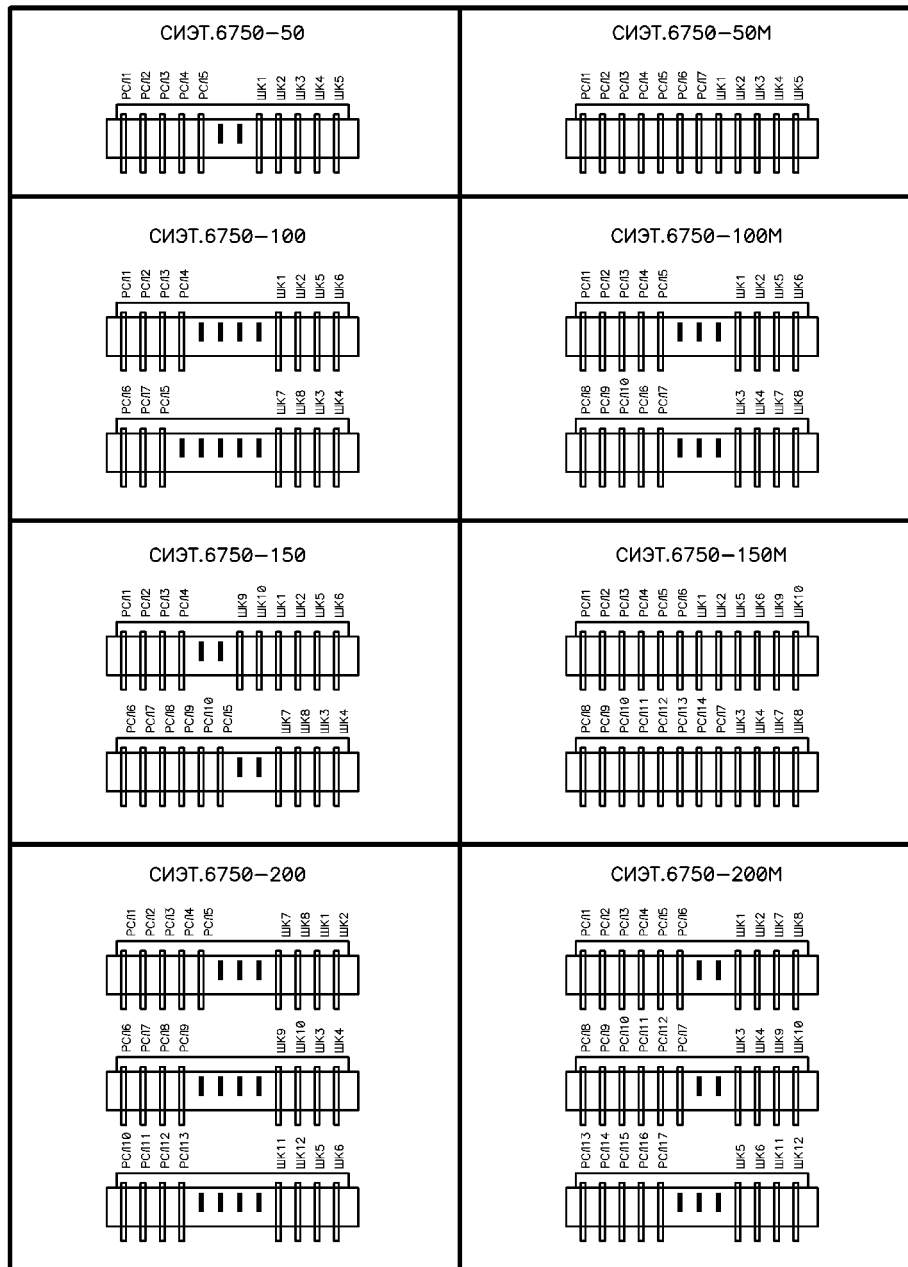 СИЭТ.6750-50
РСЛ1 РСЛ2 РСЛ3 РСЛ4 РСЛ5 ШК1 ШК2 ШК3 ШК4 ШК5
СИЭТ.6750-50М
РСЛ1 РСЛ2 РСЛ3 РСЛ4 РСЛ5 РСЛ6 РСЛ7 ШК1 ШК2 ШК3 ШК4 ШК5
СИЭТ.6750-100
РСЛ1 РСЛ2 РСЛ3 РСЛ4 ШК1 ШК2 ШК5 ШК6
РСЛ6 РСЛ7 РСЛ5 ШК7 ШК8 ШК3 ШК4
СИЭТ.6750-100М
РСЛ1 РСЛ2 РСЛ3 РСЛ4 РСЛ5 ШК1 ШК2 ШК5 ШК6
РСЛ8 РСЛ9 РСЛ10 РСЛ6 РСЛ7 ШК3 ШК4 ШК7 ШК8
СИЭТ.6750-150
РСЛ1 РСЛ2 РСЛ3 РСЛ4 ШК9 ШК10 ШК1 ШК2 ШК5 ШК6
РСЛ6 РСЛ7 РСЛ8 РСЛ9 РСЛ10 РСЛ5 ШК7 ШК8 ШК3 ШК4
СИЭТ.6750-150М
РСЛ1 РСЛ2 РСЛ3 РСЛ4 РСЛ5 РСЛ6 ШК1 ШК2 ШК5 ШК6 ШК9 ШК10
РСЛ8 РСЛ9 РСЛ10 РСЛ11 РСЛ12 РСЛ13 РСЛ14 РСЛ7 ШК3 ШК4 ШК7 ШК8
СИЭТ.6750-200
РСЛ1 РСЛ2 РСЛ3 РСЛ4 РСЛ5 ШК7 ШК8 ШК1 ШК2
РСЛ6 РСЛ7 РСЛ8 РСЛ9 ШК9 ШК10 ШК3 ШК4
РСЛ10 РСЛ11 РСЛ12 РСЛ13 ШК11 ШК12 ШК5 ШК6
СИЭТ.6750-200М
РСЛ1 РСЛ2 РСЛ3 РСЛ4 РСЛ5 РСЛ6 ШК1 ШК2 ШК7 ШК8
РСЛ8 РСЛ9 РСЛ10 РСЛ11 РСЛ12 РСЛ7 ШК3 ШК4 ШК9 ШК10
РСЛ13 РСЛ14 РСЛ15 РСЛ16 РСЛ17 ШК5 ШК6 ШК11 ШК12